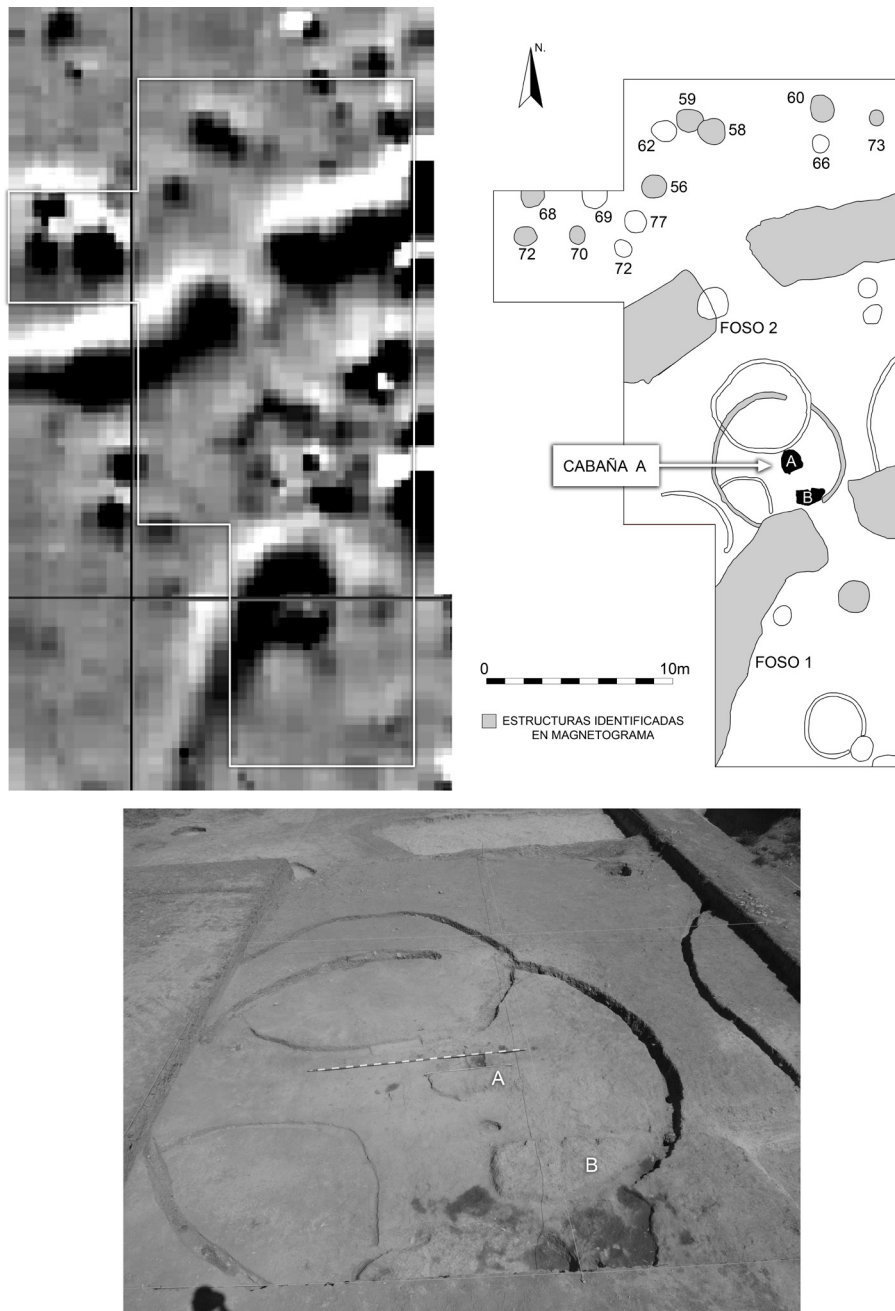 N.
59
60
62
58
66
73
56
68
69
77
72
70
72
FOSO 2
CABAÑA A
A
B
FOSO 1
0
10m
ESTRUCTURAS IDENTIFICADAS
EN MAGNETOGRAMA
A
B